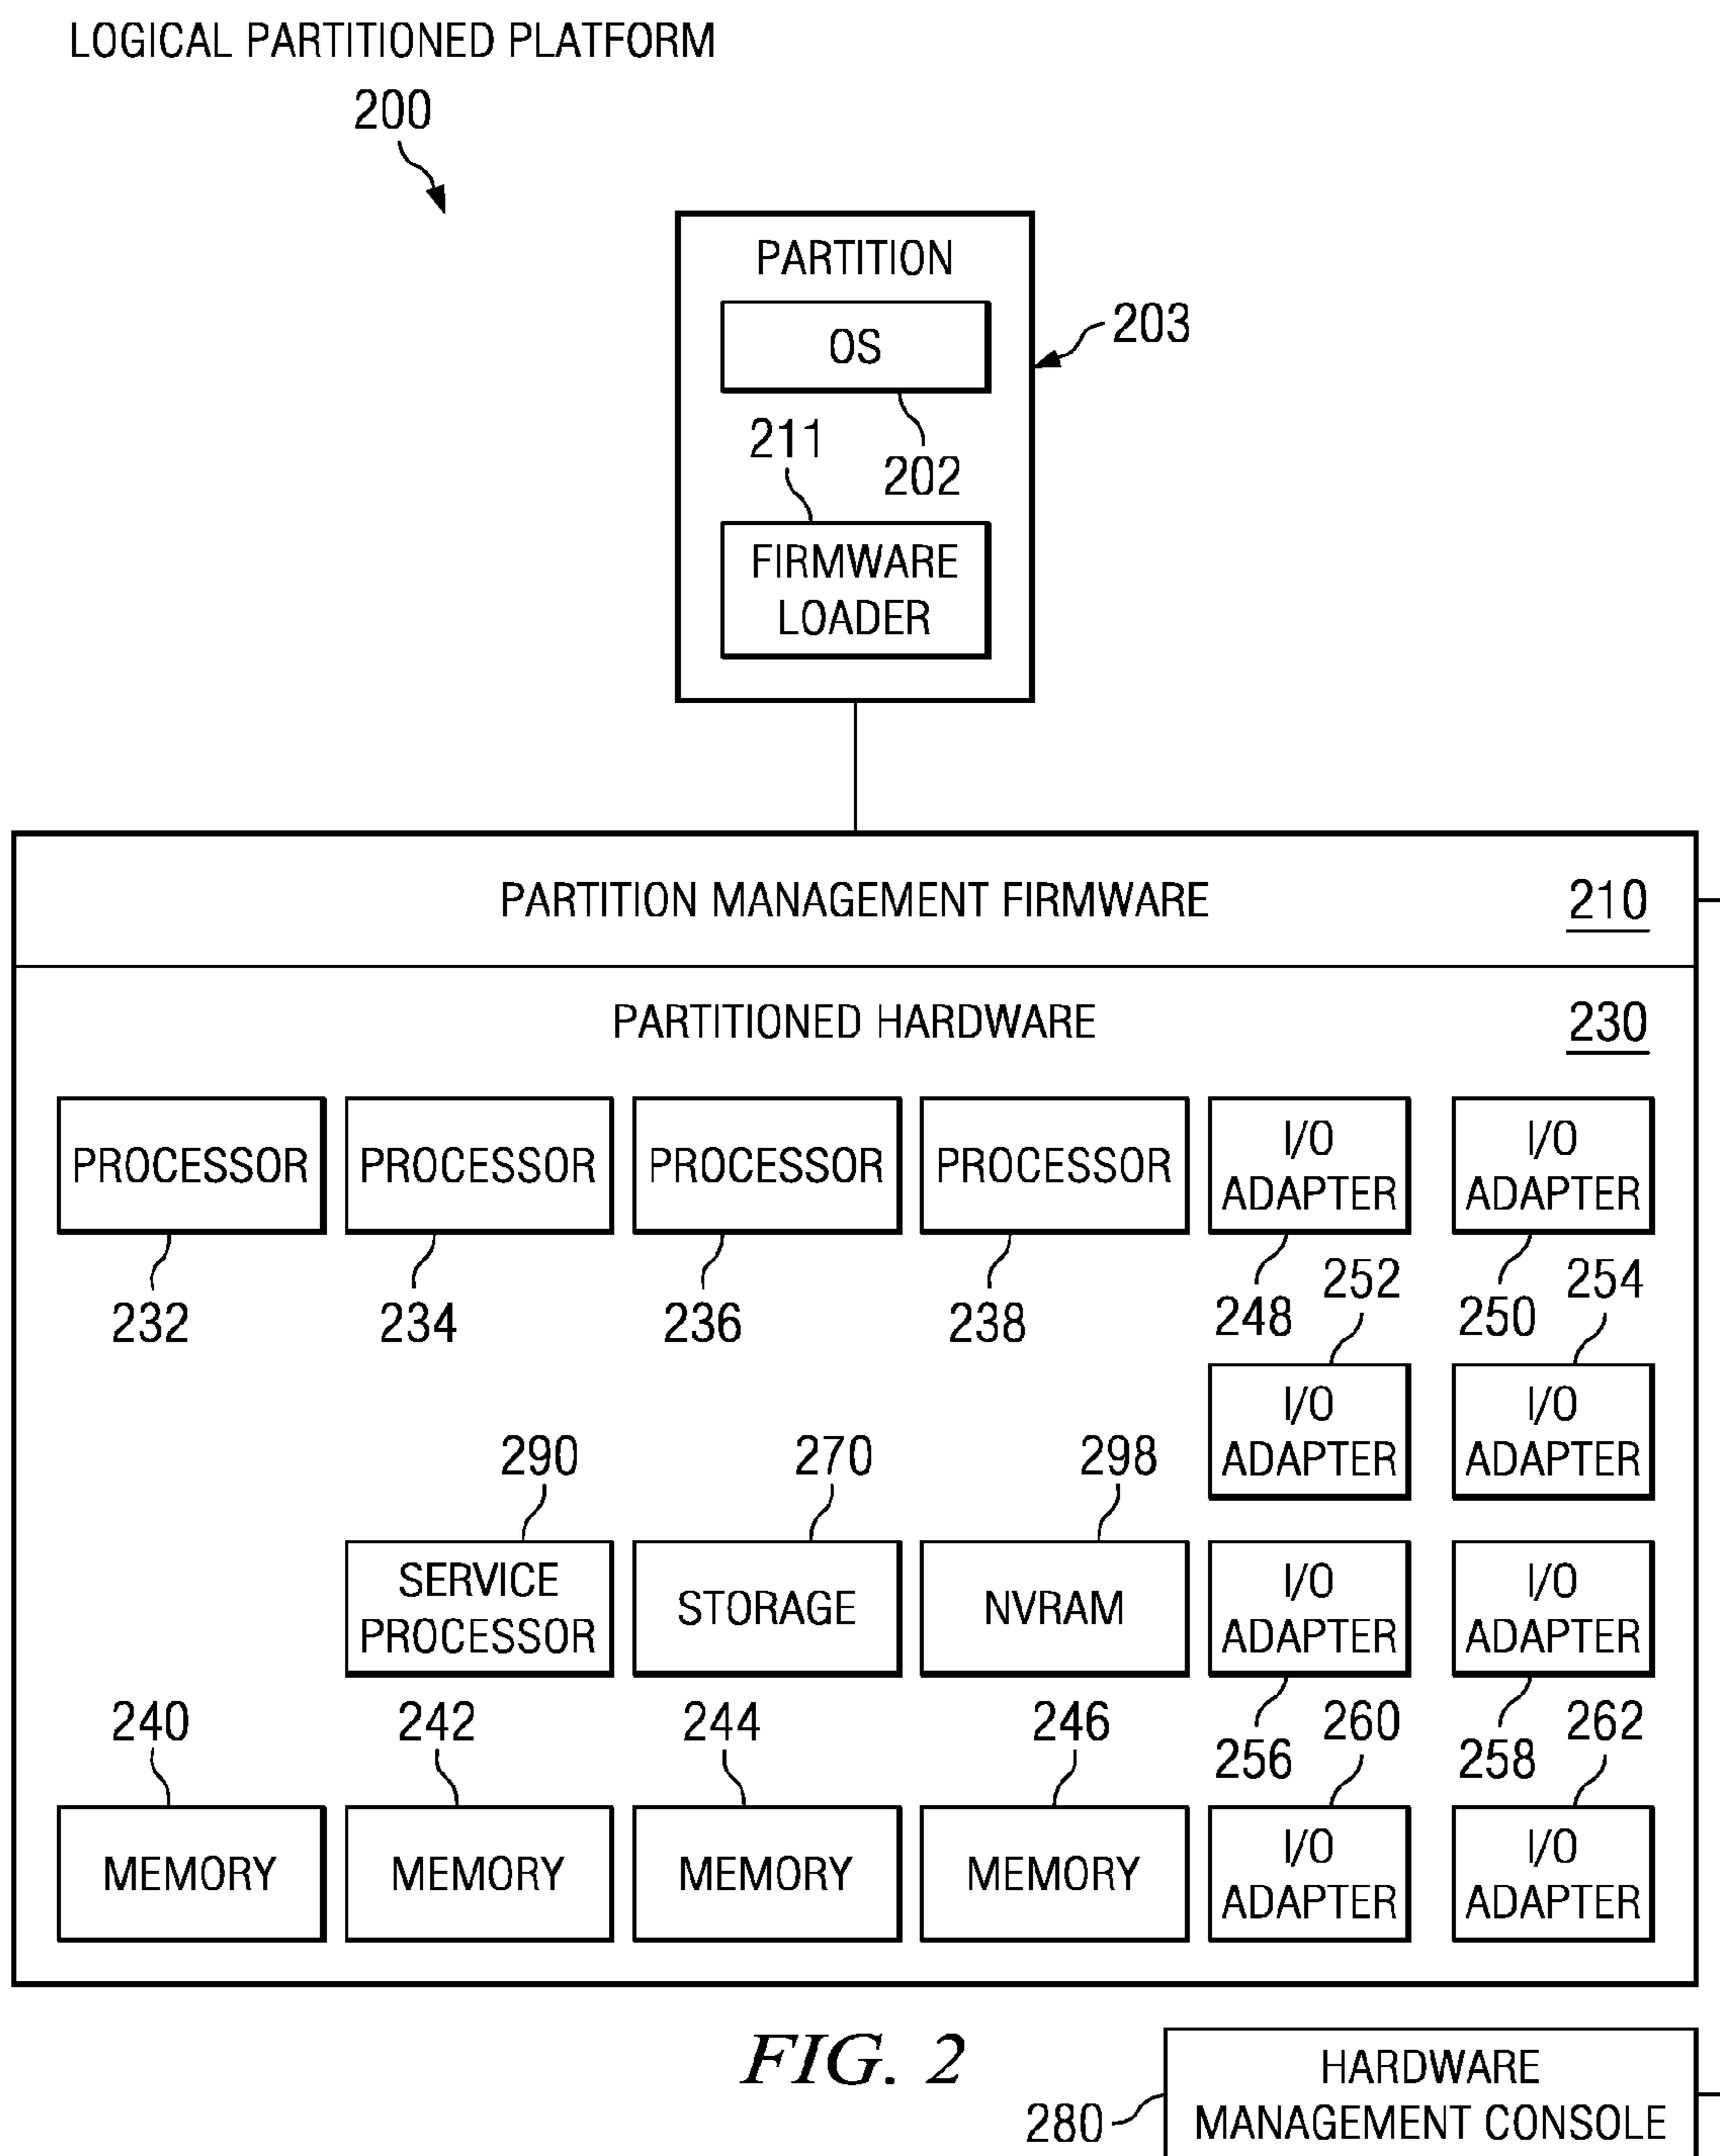 LOGICAL PARTITIONED PLATFORM
200
PARTITION
OS
203
211
202
FIRMWARE
LOADER
PARTITION MANAGEMENT FIRMWARE 210
PARTITIONED HARDWARE 230
PROCESSOR PROCESSOR PROCESSOR PROCESSOR
I/O
ADAPTER
I/O
ADAPTER
232 234 236 238 248 252 250 254
I/O
ADAPTER
I/O
ADAPTER
290 270 298
SERVICE
PROCESSOR
STORAGE
NVRAM
I/O
ADAPTER
I/O
ADAPTER
240 242 244 246 256 260 258 262
MEMORY MEMORY MEMORY MEMORY
I/O
ADAPTER
I/O
ADAPTER
FIG. 2
280
HARDWARE
MANAGEMENT CONSOLE